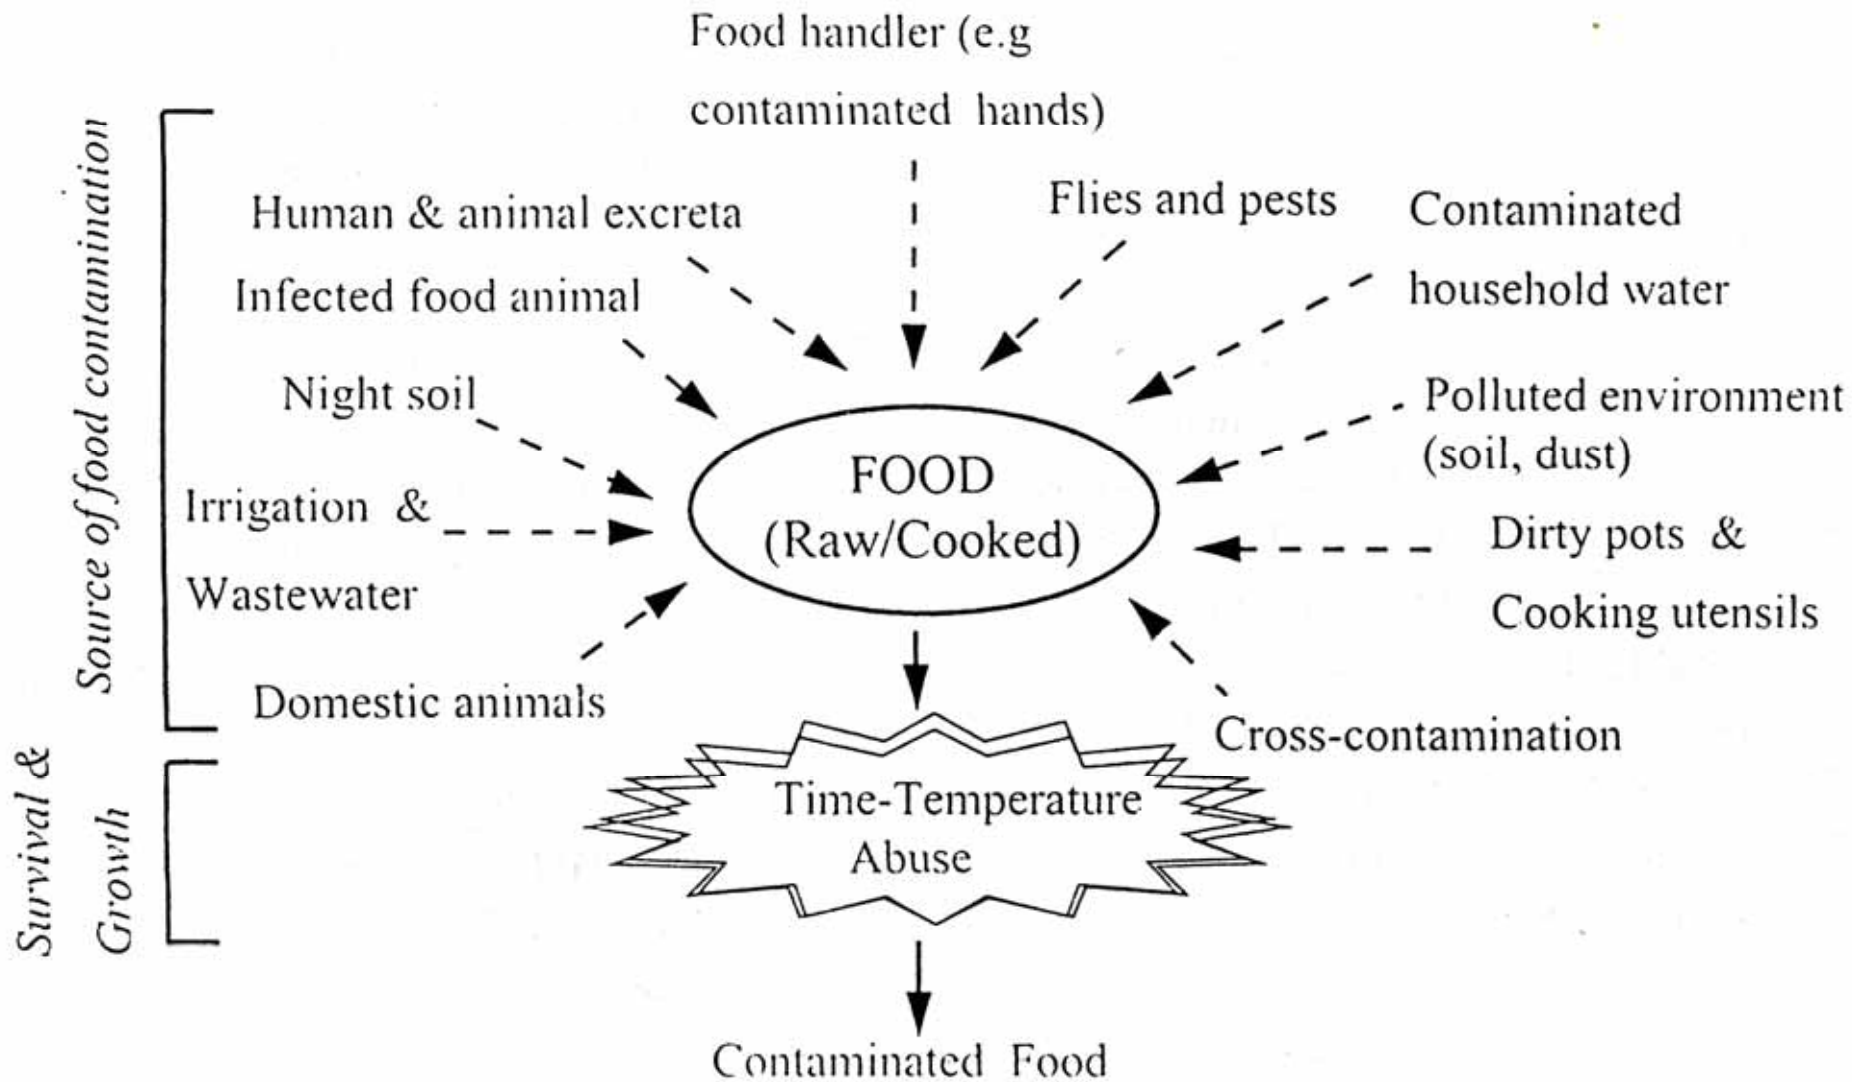 Food handler (e.g
contaminated hands)
Source of food contamination
Human & animal excreta
Flies and pests
Contaminated
household water
Infected food animal
Night soil
Polluted environment
(soil, dust)
Irrigation &
Wastewater
FOOD
(Raw/Cooked)
Dirty pots &
Cooking utensils
Domestic animals
Cross-contamination
Survival &
Growth
Time-Temperature
Abuse
Contaminated Food